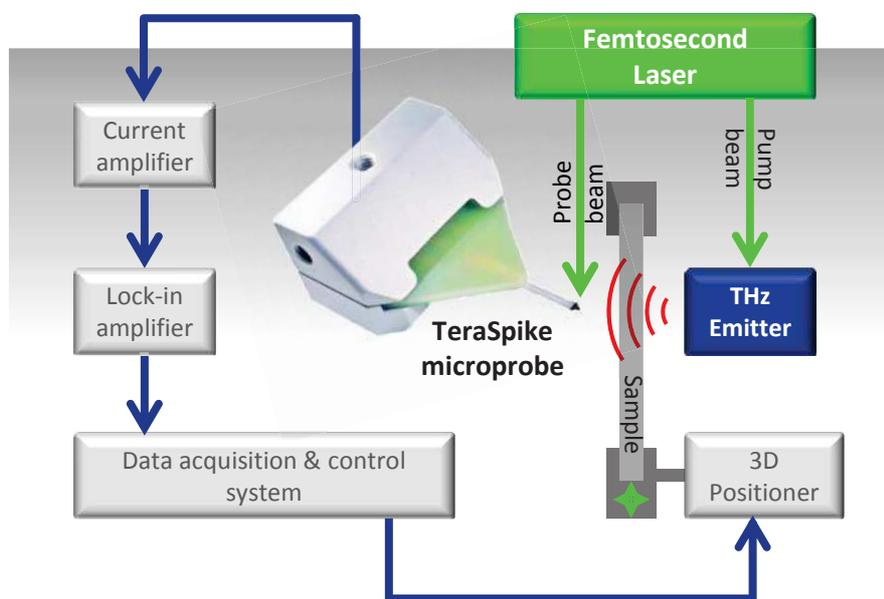 Femtosecond
Laser
Current
amplifier
Probe
beam
Pump
beam
Lock-in
amplifier
THz
Emitter
TeraSpike
microprobe
Sample
Data acquisition & control
system
3D
Positioner